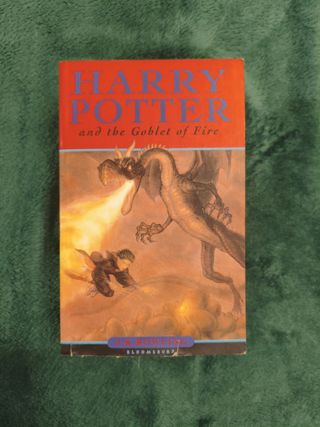 HARRY
POTTER
and the Goblet of Fire
J.K. ROWLING
BLOOMSBURY